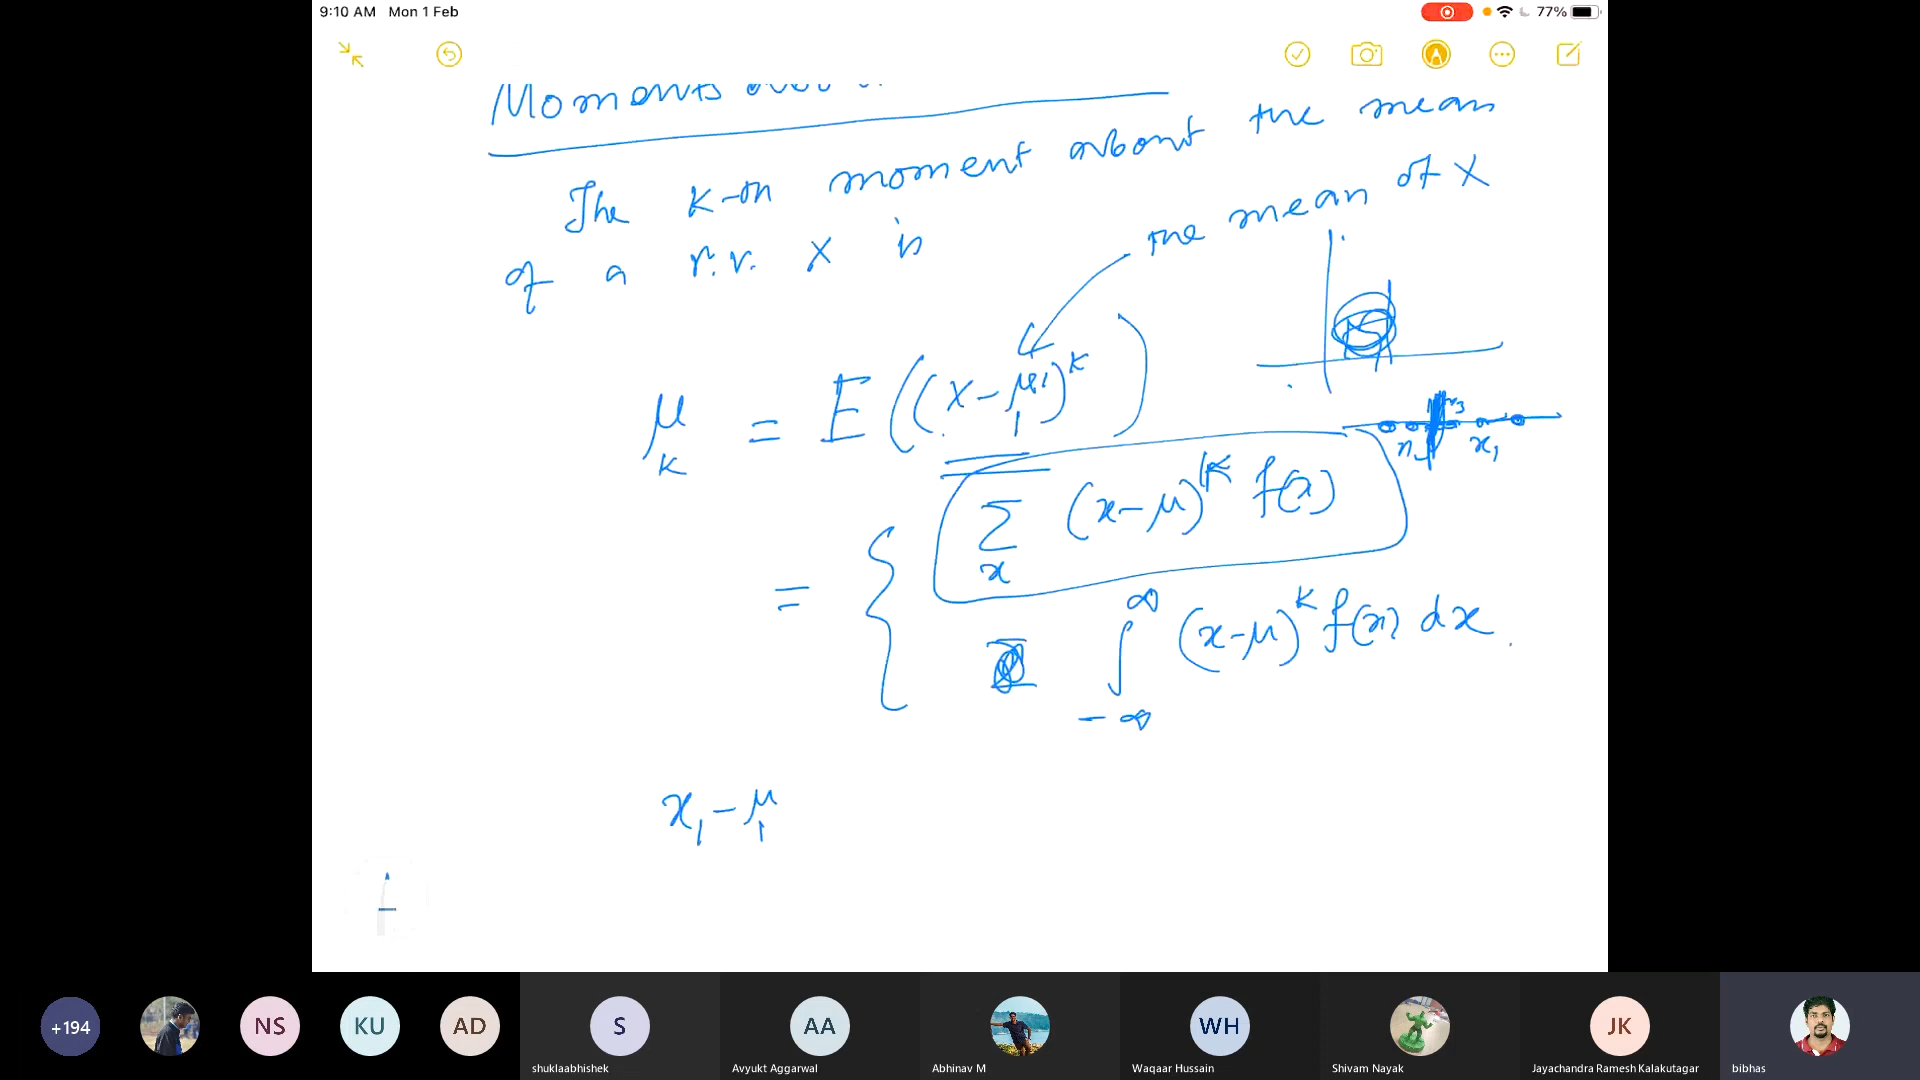 9:10 AM Mon 1 Feb
77%
Moments
The K-th moment about the mean
of a r.v. X is
the mean of X
μ_K = E((X-μ'_1)^K)
= { Σ_x (x-μ)^K f(x)
∫_{-∞}^{∞} (x-μ)^K f(x) dx.
x_1
x_1 - μ_1
+194
NS
KU
AD
S
AA
WH
JK
shuklaabhishek
Avyukt Aggarwal
Abhinav M
Waqaar Hussain
Shivam Nayak
Jayachandra Ramesh Kalakutagar
bibhas